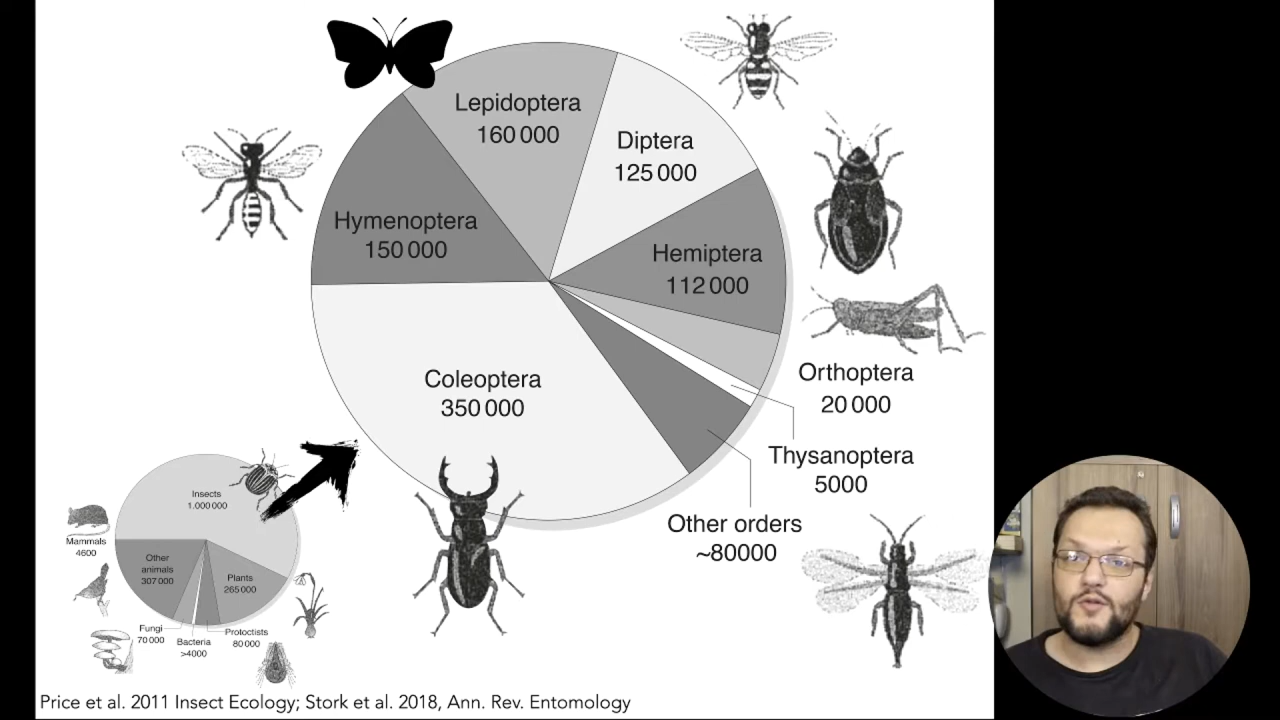 Lepidoptera
160 000
Diptera
125 000
Hymenoptera
150 000
Hemiptera
112 000
Coleoptera
350 000
Orthoptera
20 000
Thysanoptera
5000
Other orders
~80000
Insects
1.000 000
Mammals
4600
Other
animals
307 000
Plants
265 000
Fungi
70 000
Bacteria
>4000
Protoctists
80 000
Price et al. 2011 Insect Ecology; Stork et al. 2018, Ann. Rev. Entomology